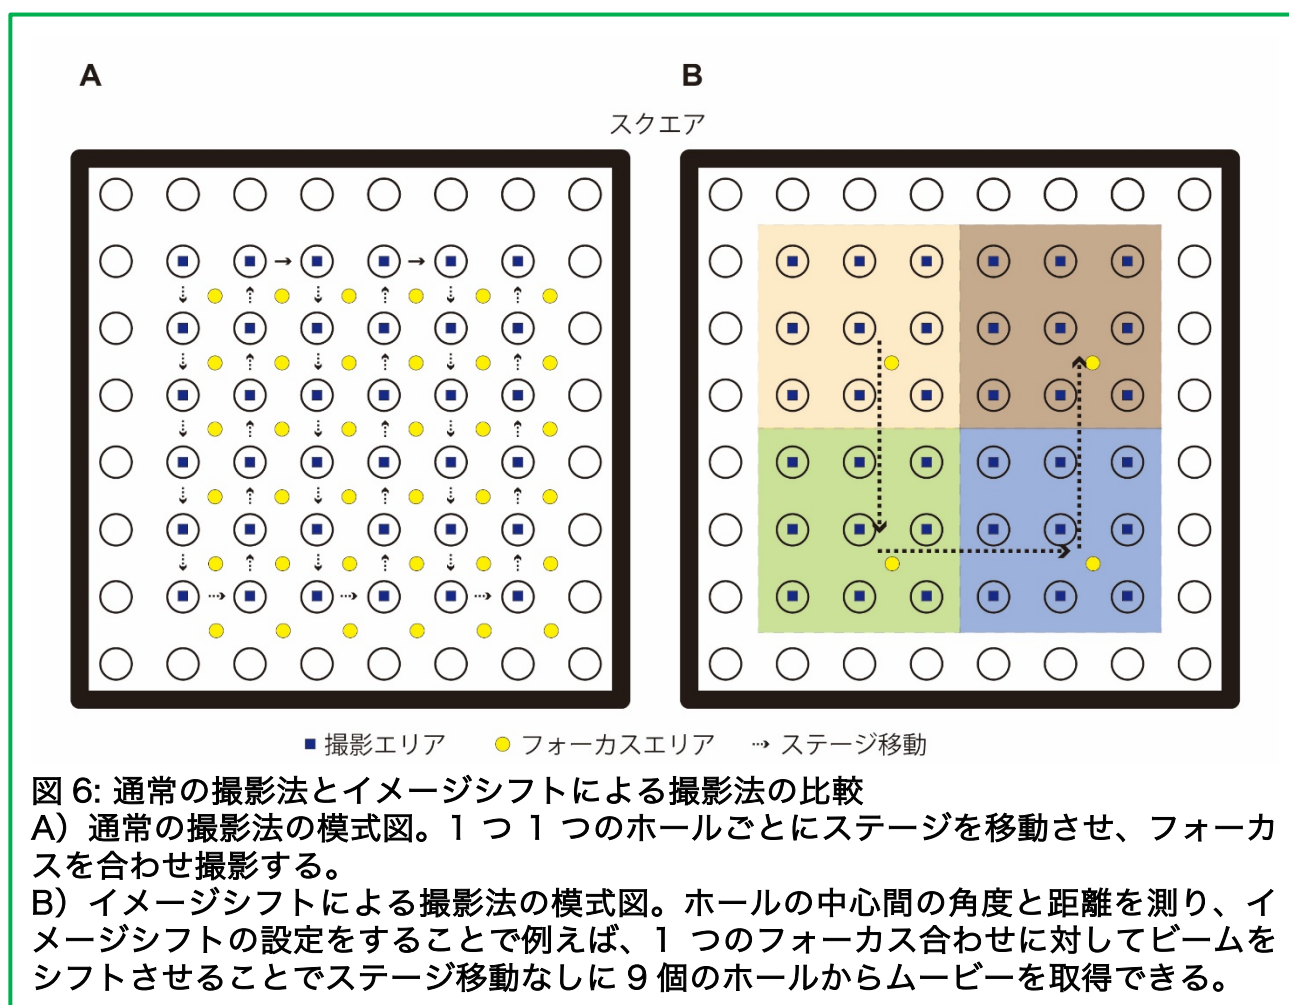 A
B
スクエア
撮影エリア フォーカスエリア ステージ移動
図 6: 通常の撮影法とイメージシフトによる撮影法の比較
A）通常の撮影法の模式図。1 つ 1 つのホールごとにステージを移動させ、フォーカ
スを合わせ撮影する。
B）イメージシフトによる撮影法の模式図。ホールの中心間の角度と距離を測り、イ
メージシフトの設定をすることで例えば、1 つのフォーカス合わせに対してビームを
シフトさせることでステージ移動なしに 9 個のホールからムービーを取得できる。